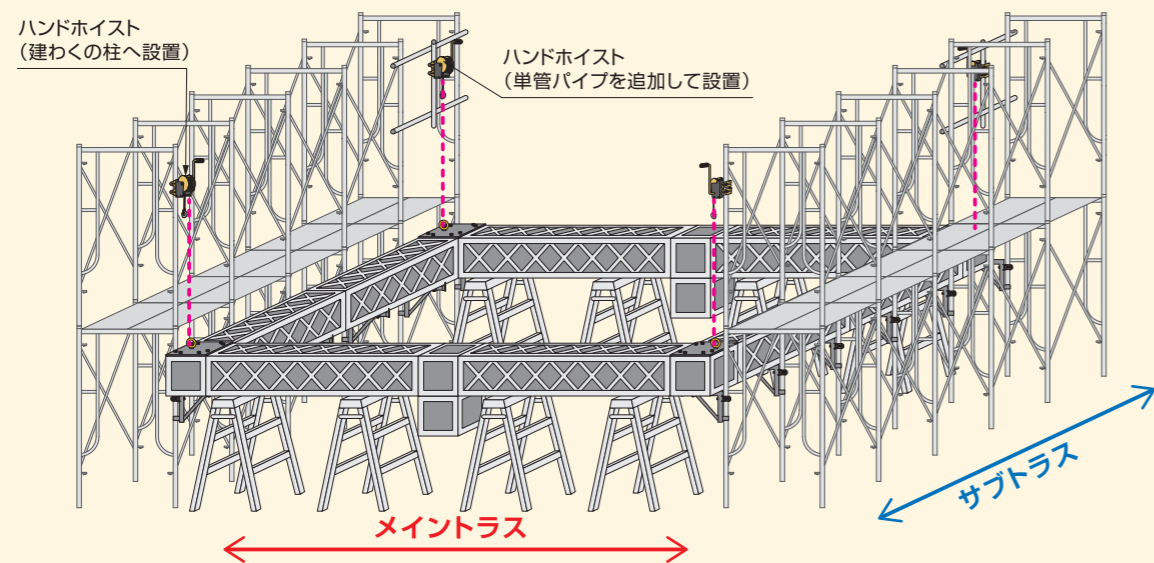 ハンドホイスト
（建わくの柱へ設置）
ハンドホイスト
（単管パイプを追加して設置）
サブトラス
メイントラス